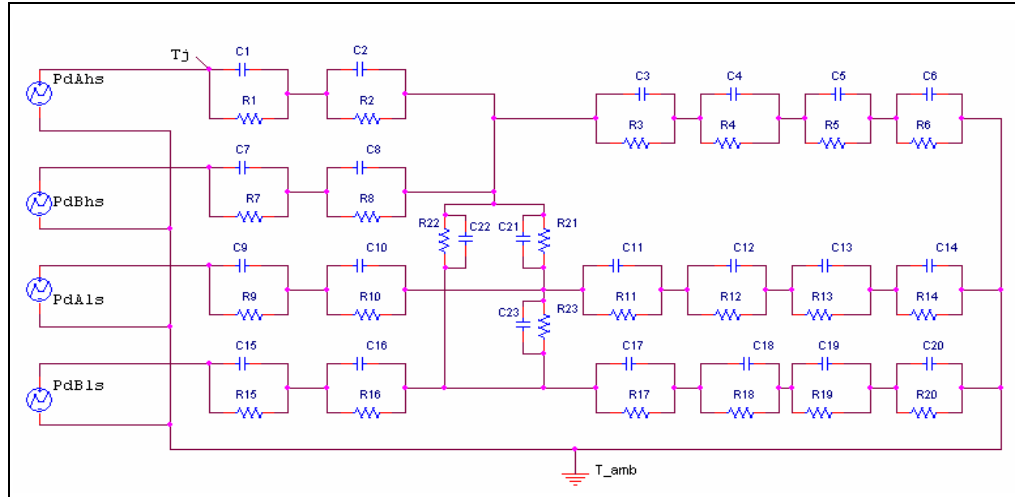 Tj
C1 C2
PdAhs
C3 C4 C5 C6
R1 R2
R3 R4 R5 R6
C7 C8
PdBhs
R7 R8
R22 C22 C21 R21
C9 C10 C11 C12 C13 C14
PdAls
R9 R10 R11 R12 R13 R14
C23 R23
C15 C16 C17 C18 C19 C20
PdBls
R15 R16 R17 R18 R19 R20
T_amb